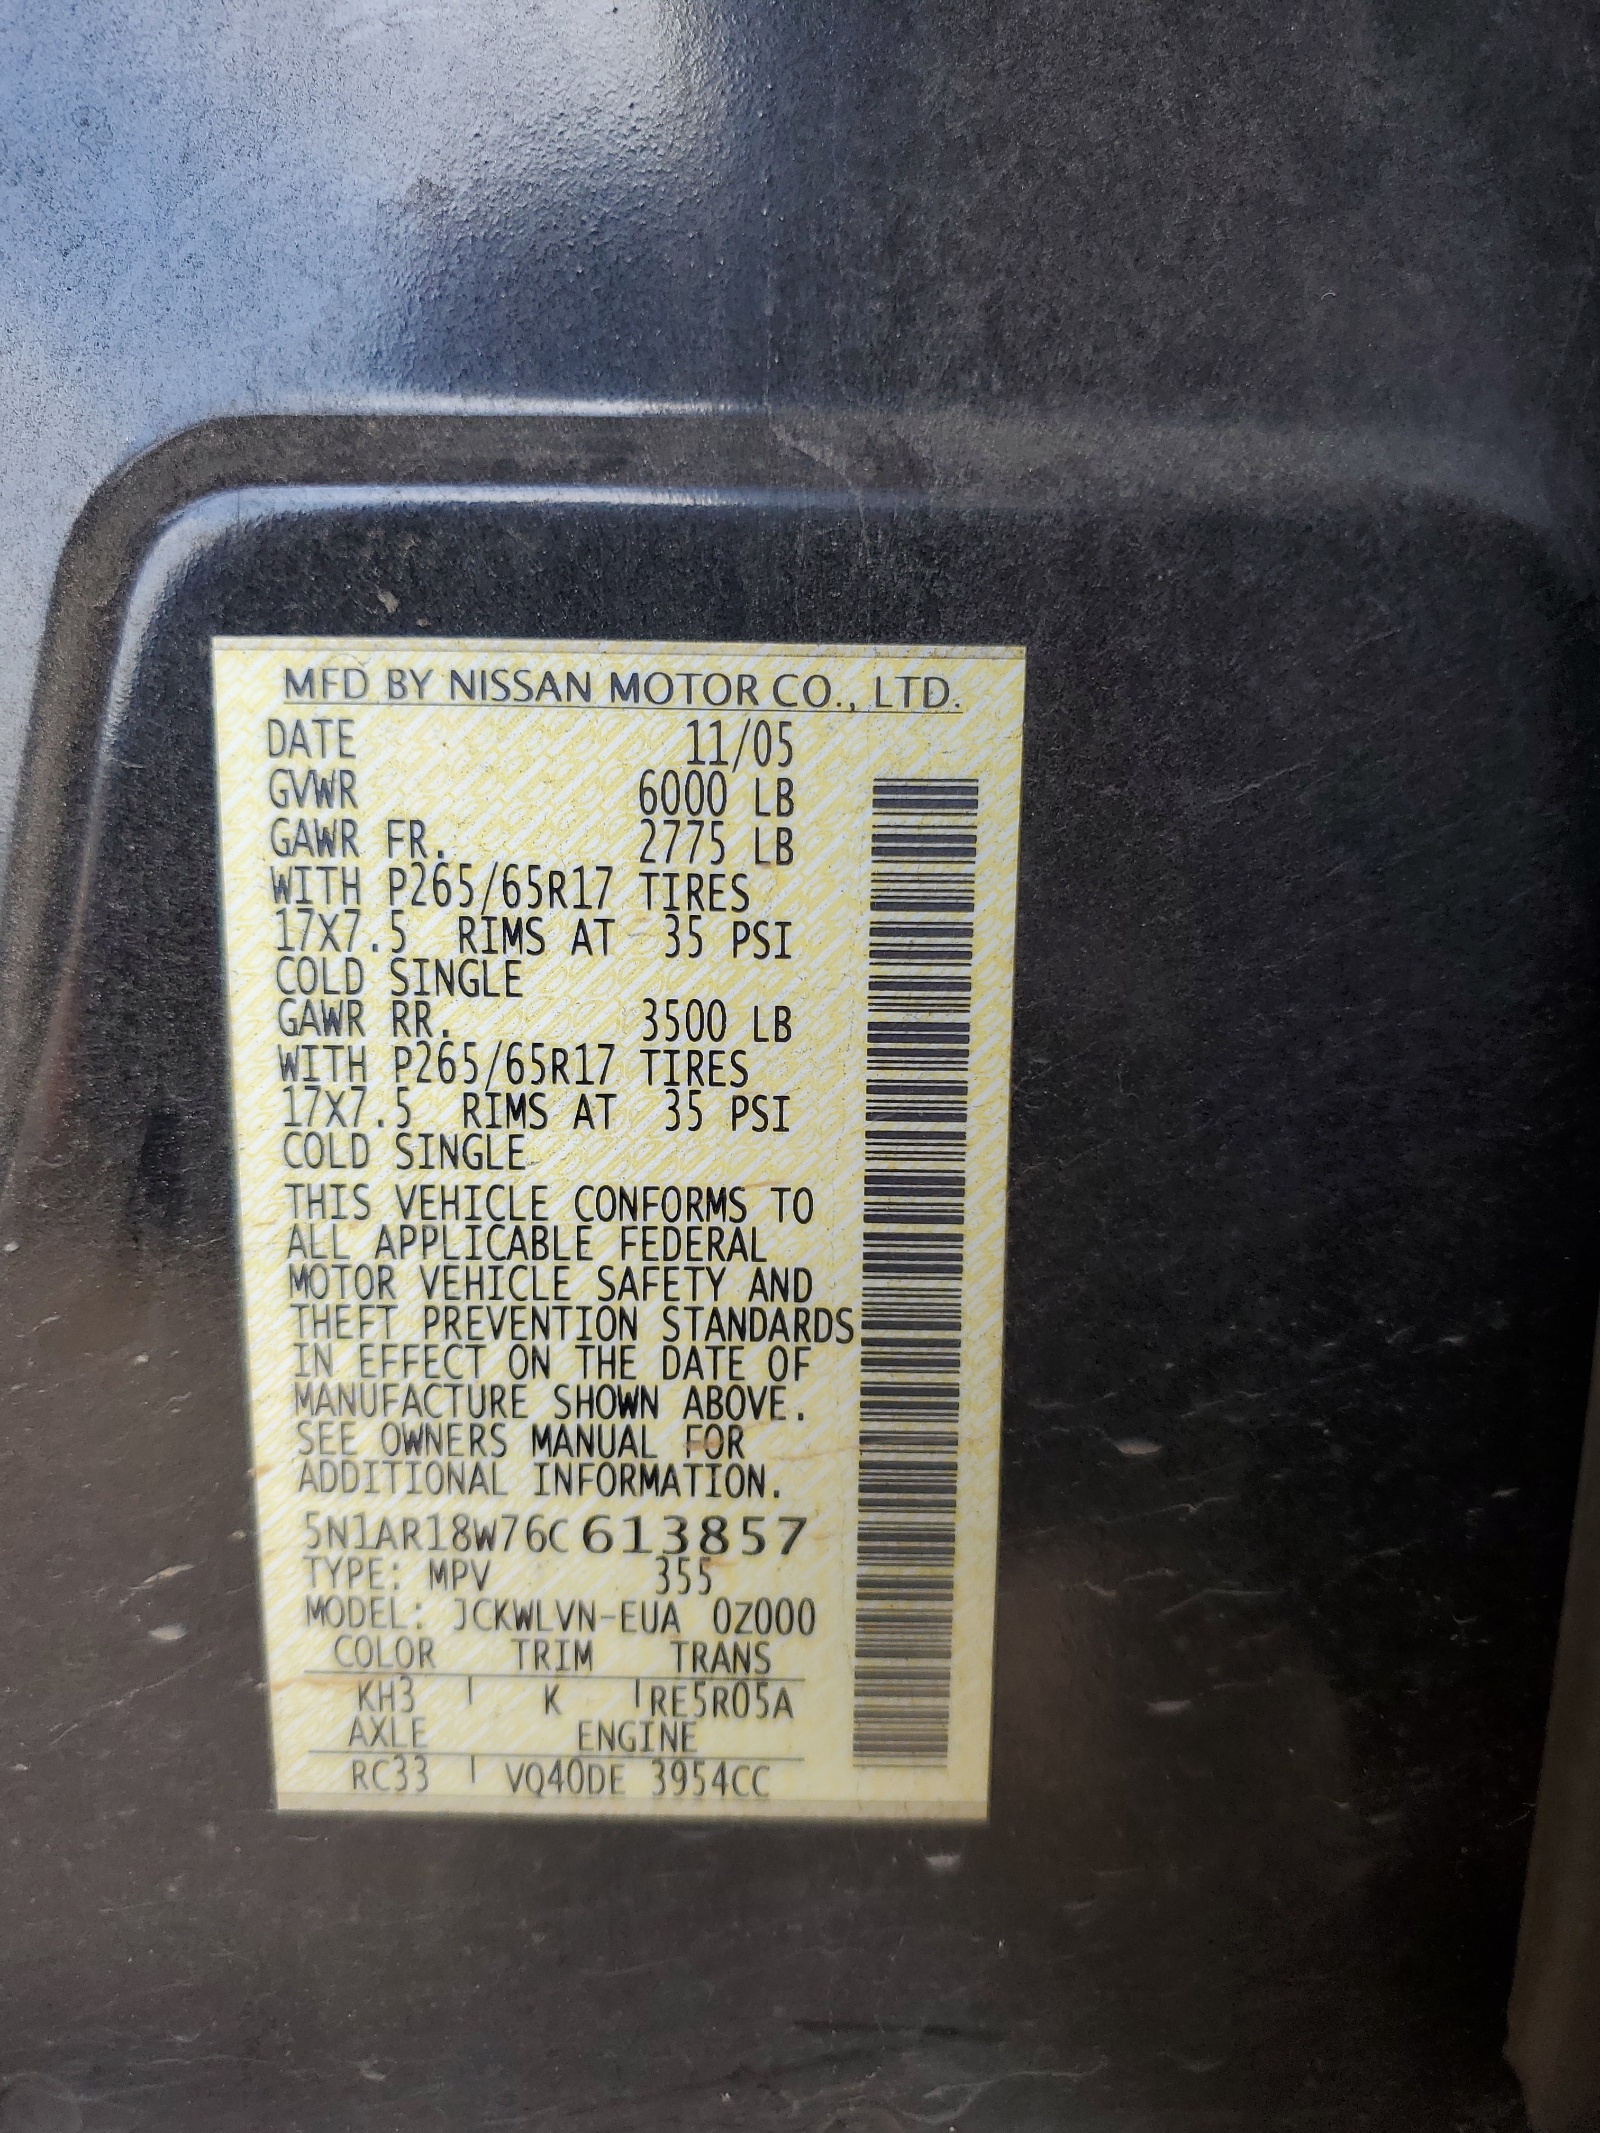 MFD BY NISSAN MOTOR CO., LTD.
DATE 11/05
GVWR 6000 LB
GAWR FR. 2775 LB
WITH P265/65R17 TIRES
17X7.5 RIMS AT 35 PSI
COLD SINGLE
GAWR RR. 3500 LB
WITH P265/65R17 TIRES
17X7.5 RIMS AT 35 PSI
COLD SINGLE
THIS VEHICLE CONFORMS TO
ALL APPLICABLE FEDERAL
MOTOR VEHICLE SAFETY AND
THEFT PREVENTION STANDARDS
IN EFFECT ON THE DATE OF
MANUFACTURE SHOWN ABOVE.
SEE OWNERS MANUAL FOR
ADDITIONAL INFORMATION.
5N1AR18W76C613857
TYPE: MPV 355
MODEL: JCKWLVN-EUA 0Z000
COLOR TRIM TRANS
KH3 | K | RE5R05A
AXLE ENGINE
RC33 | VQ40DE 3954CC